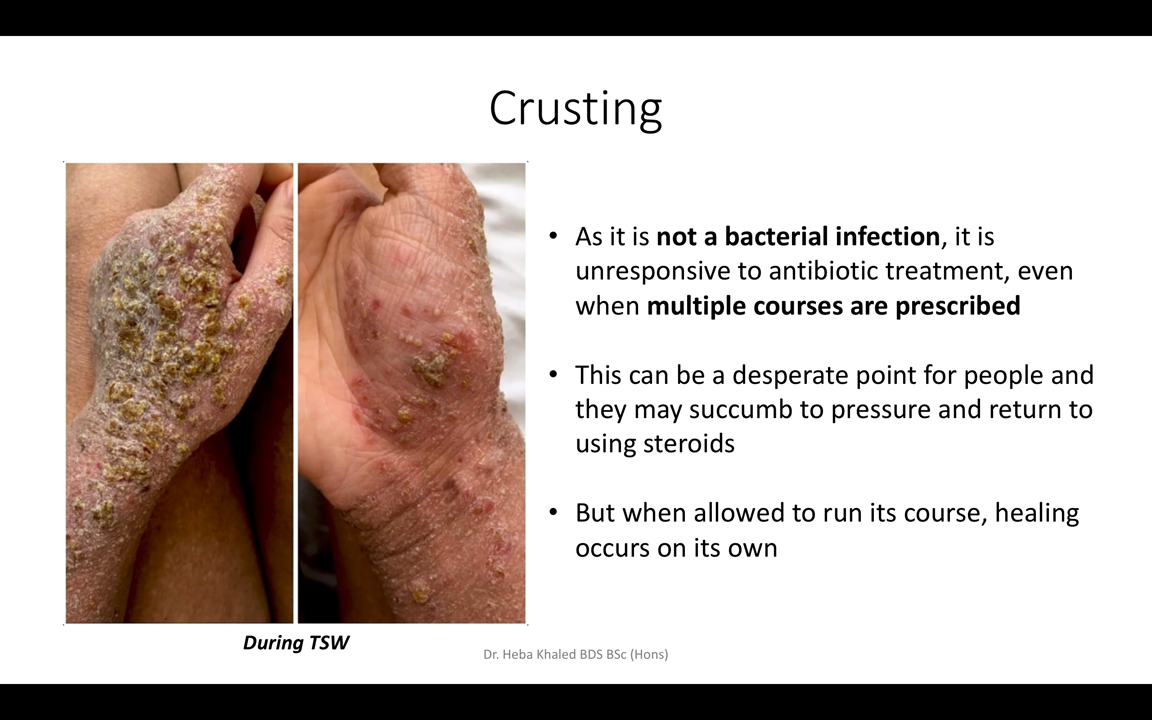 Crusting
• As it is not a bacterial infection, it is
unresponsive to antibiotic treatment, even
when multiple courses are prescribed
• This can be a desperate point for people and
they may succumb to pressure and return to
using steroids
• But when allowed to run its course, healing
occurs on its own
During TSW
Dr. Heba Khaled BDS BSc (Hons)